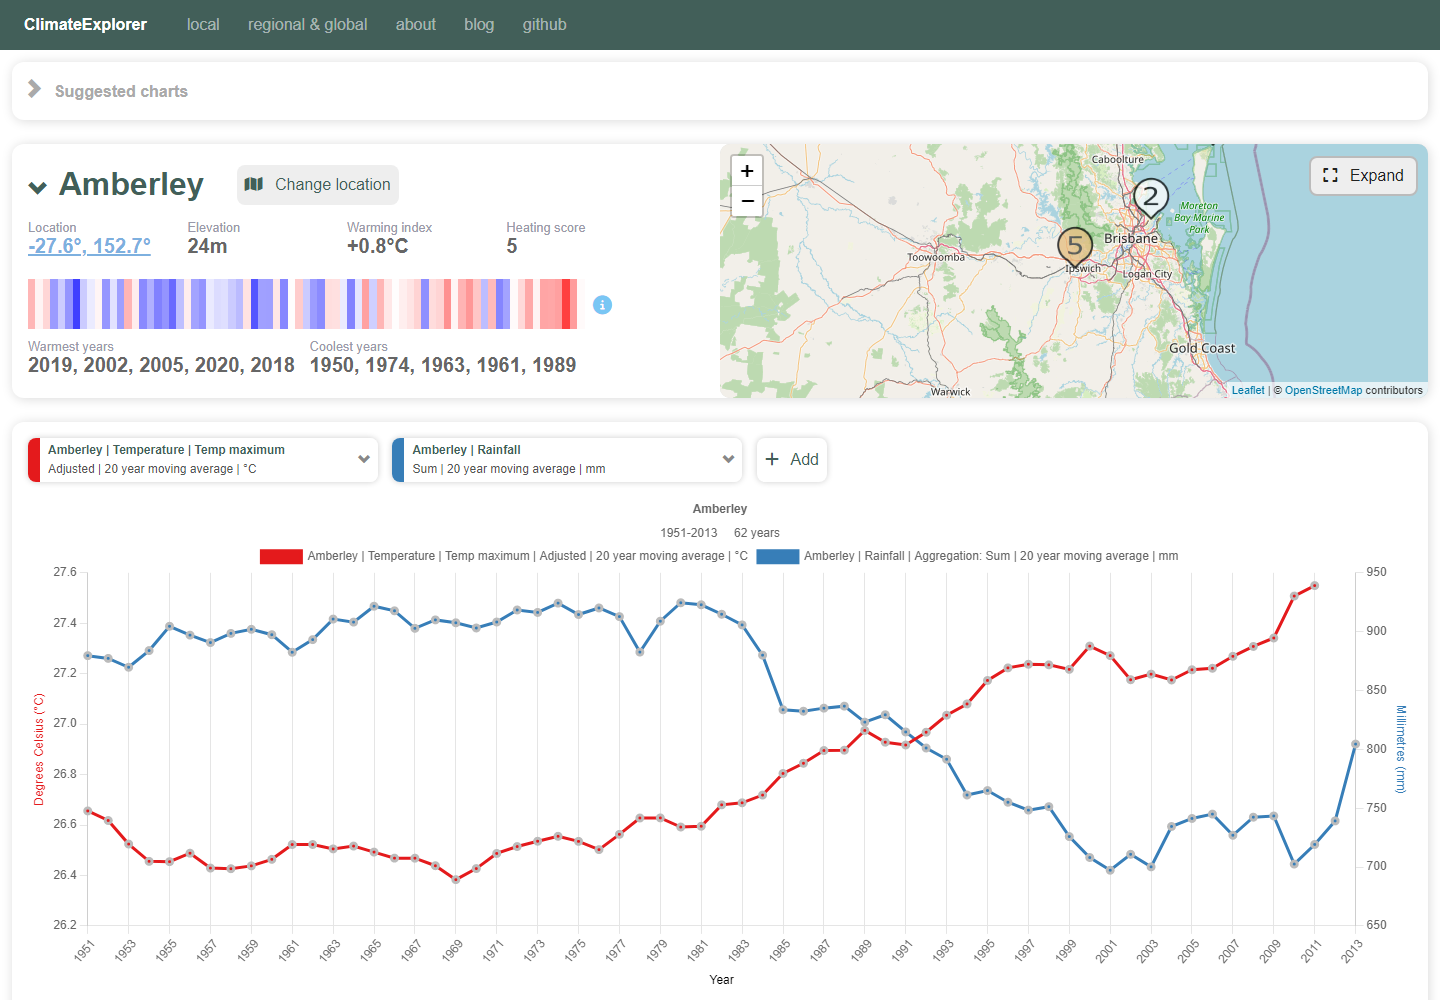 ClimateExplorer local regional & global about blog github
Suggested charts
Amberley Change location
Location Elevation Warming index Heating score
-27.6°, 152.7° 24m +0.8°C 5
Warmest years Coolest years
2019, 2002, 2005, 2020, 2018 1950, 1974, 1963, 1961, 1989
+
−
Expand
Caboolture
2
Moreton
Bay Marine
Park
5
Brisbane
Toowoomba
Ipswich
Logan City
Gold Coast
Warwick
Leaflet | © OpenStreetMap contributors
Amberley | Temperature | Temp maximum
Adjusted | 20 year moving average | °C
Amberley | Rainfall
Sum | 20 year moving average | mm
+ Add
Amberley
1951-2013 62 years
Amberley | Temperature | Temp maximum | Adjusted | 20 year moving average | °C Amberley | Rainfall | Aggregation: Sum | 20 year moving average | mm
Degrees Celsius (°C)
27.6
27.4
27.2
27.0
26.8
26.6
26.4
26.2
950
900
850
800
750
700
650
Millimetres (mm)
1951 1953 1955 1957 1959 1961 1963 1965 1967 1969 1971 1973 1975 1977 1979 1981 1983 1985 1987 1989 1991 1993 1995 1997 1999 2001 2003 2005 2007 2009 2011 2013
Year